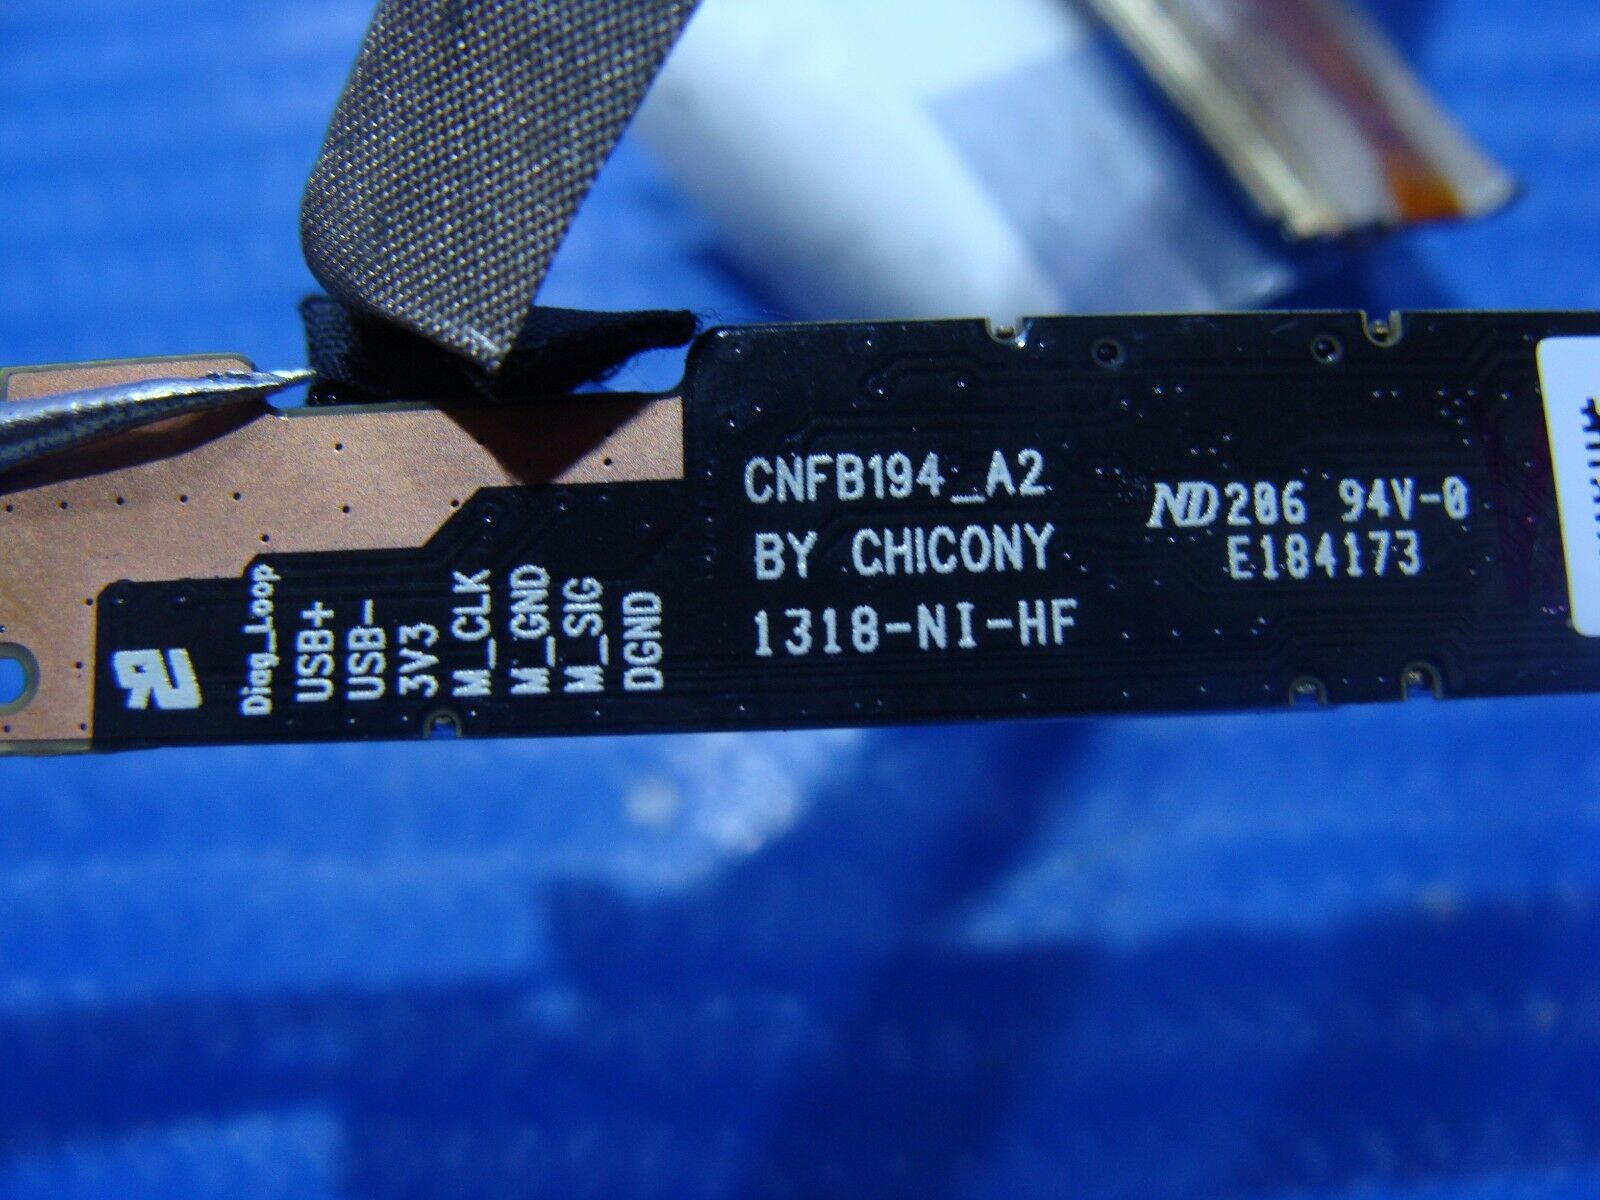 Diag_Loop
USB+
USB-
3V3
M_CLK
M_GND
M_SIG
DGND
CNFB194_A2
BY CHICONY
1318-NI-HF
ND206 94V-0
E184173